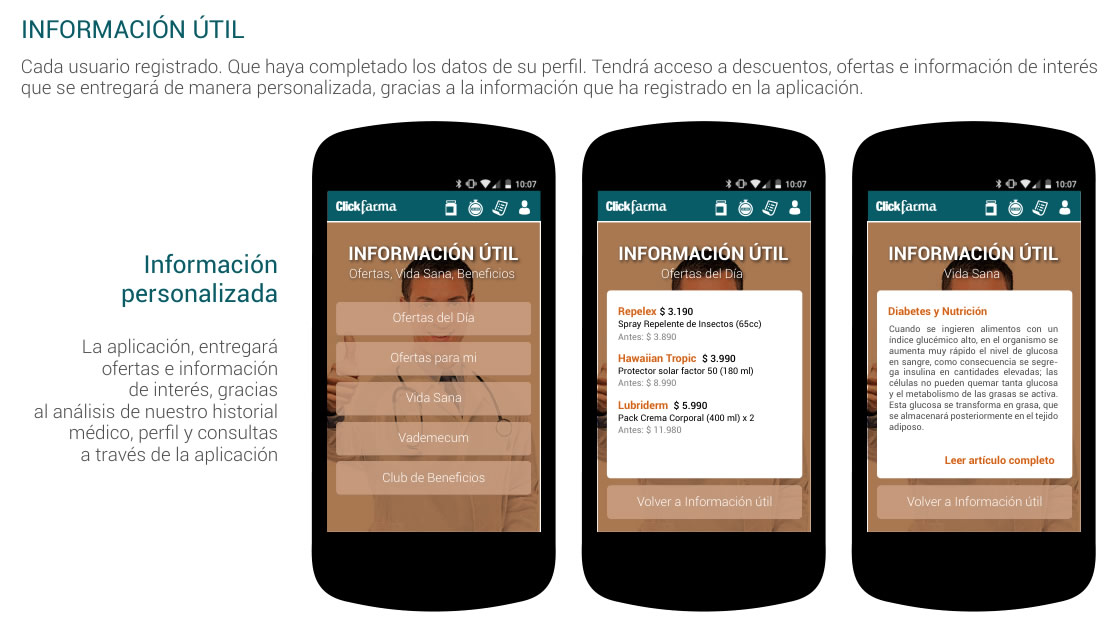 INFORMACIÓN ÚTIL
Cada usuario registrado. Que haya completado los datos de su perfil. Tendrá acceso a descuentos, ofertas e información de interés
que se entregará de manera personalizada, gracias a la información que ha registrado en la aplicación.
Información
personalizada
La aplicación, entregará
ofertas e información
de interés, gracias
al análisis de nuestro historial
médico, perfil y consultas
a través de la aplicación
10:07
Clickfarma
INFORMACIÓN ÚTIL
Ofertas, Vida Sana, Beneficios
Ofertas del Día
Ofertas para mi
Vida Sana
Vademecum
Club de Beneficios
10:07
Clickfarma
INFORMACIÓN ÚTIL
Ofertas del Día
Repelex $ 3.190
Spray Repelente de Insectos (65cc)
Antes: $ 3.890
Hawaiian Tropic $ 3.990
Protector solar factor 50 (180 ml)
Antes: $ 8.990
Lubriderm $ 5.990
Pack Crema Corporal (400 ml) x 2
Antes: $ 11.980
Volver a Información útil
10:07
Clickfarma
INFORMACIÓN ÚTIL
Vida Sana
Diabetes y Nutrición
Cuando se ingieren alimentos con un
índice glucémico alto, en el organismo se
aumenta muy rápido el nivel de glucosa
en sangre, como consecuencia se segre-
ga insulina en cantidades elevadas; las
células no pueden quemar tanta glucosa
y el metabolismo de las grasas se activa.
Esta glucosa se transforma en grasa, que
se almacenará posteriormente en el tejido
adiposo.
Leer artículo completo
Volver a Información útil